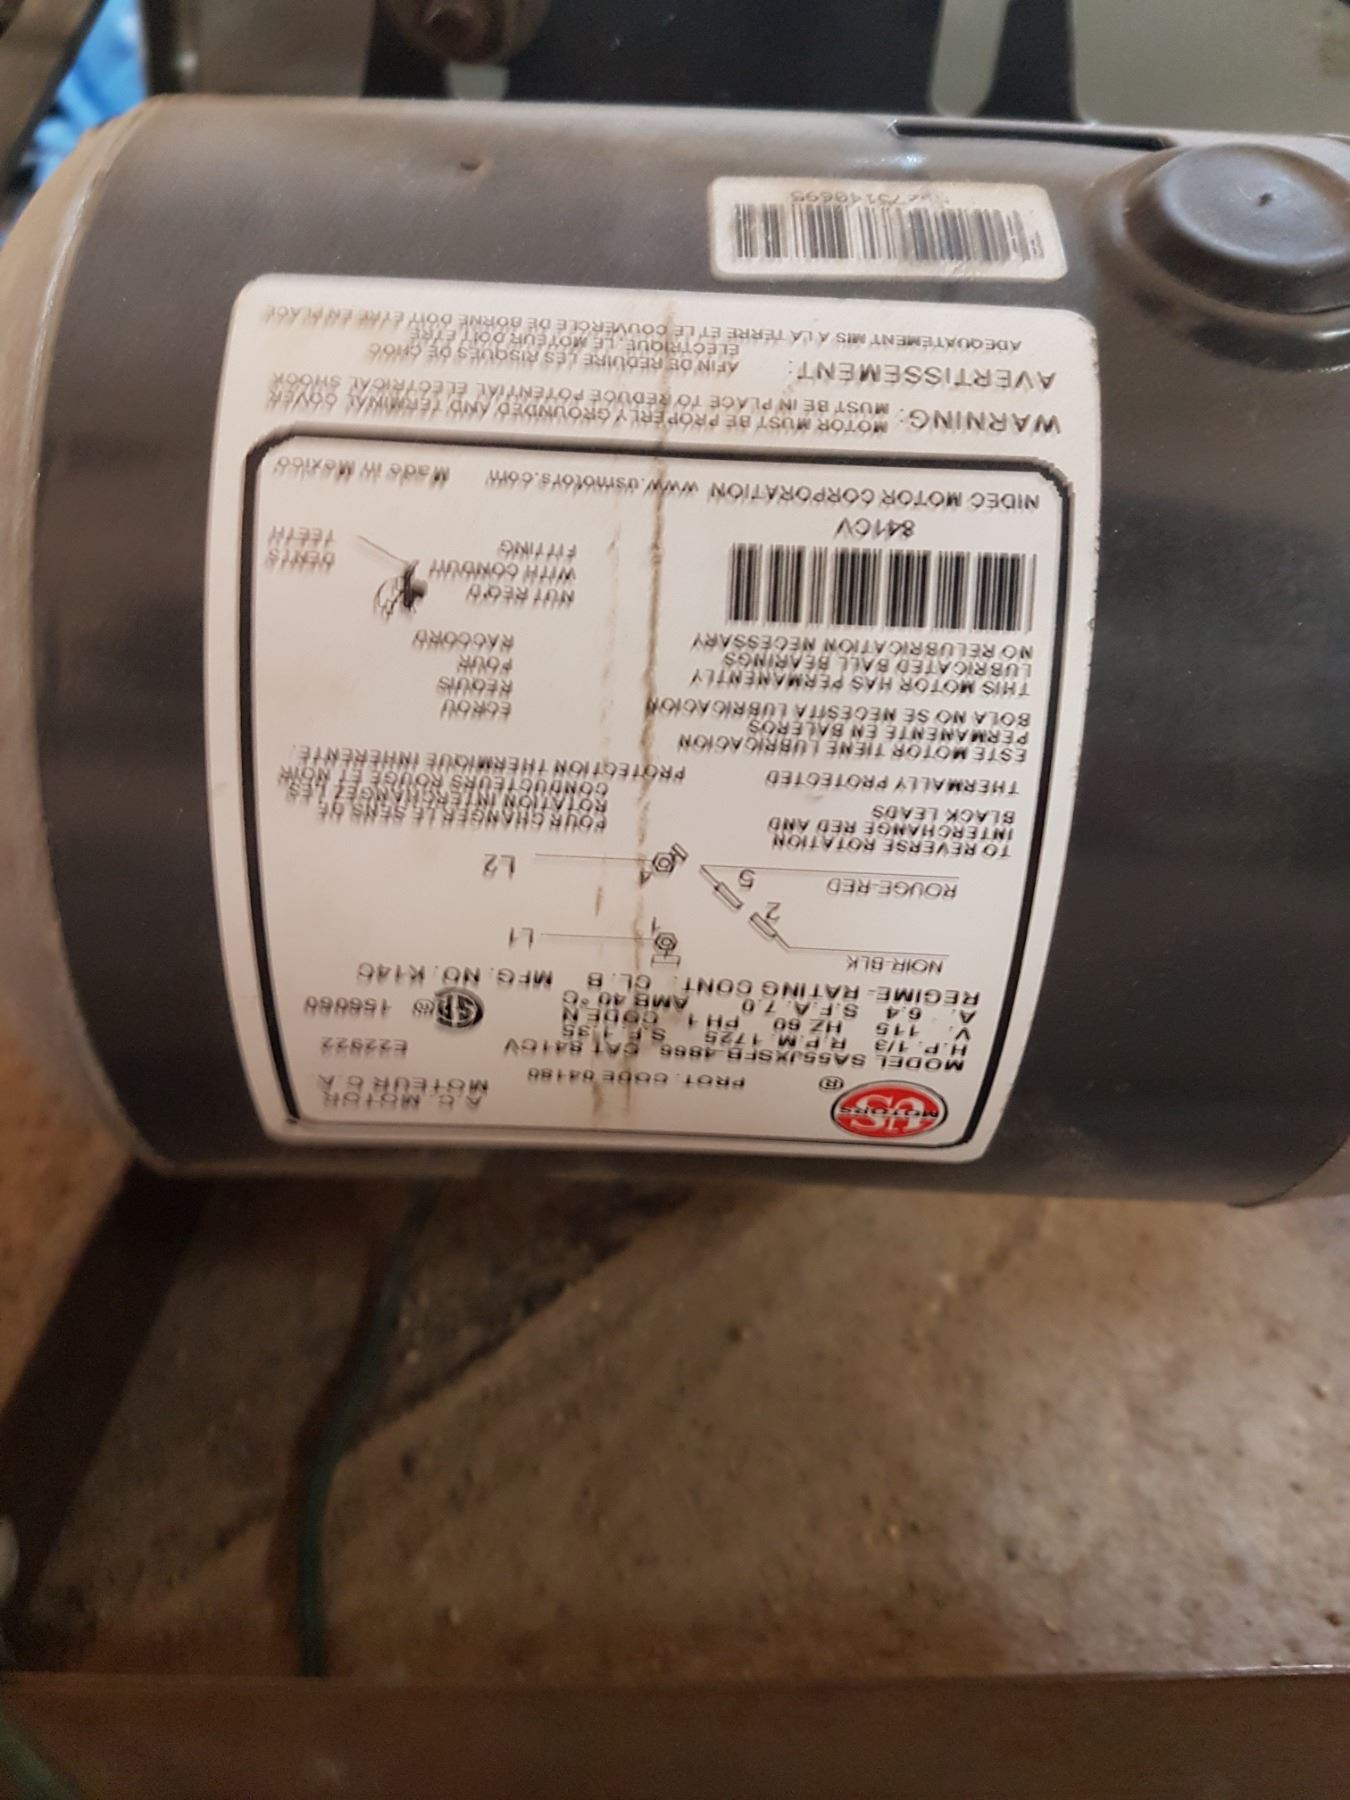 US
MOTORS
®
PROT. CODE 04180
A.C. MOTOR
MOTEUR C.A.
MODEL SA55JXSFB-4866 CAT 841CV
E22922
H.P. 1/3 R.P.M. 1725 S.F. 1.35
V. 115 HZ 60 PH 1 CODE N
A. 6.4 S.F.A. 7.0 AMB 40 °C
SA ® 156060
REGIME- RATING CONT. CL. B MFG. NO. K14C
NOIR-BLK
2
1
L1
ROUGE-RED
5
4
L2
TO REVERSE ROTATION
INTERCHANGE RED AND
BLACK LEADS
POUR CHANGER LE SENS DE
ROTATION INTERCHANGEZ LES
CONDUCTEURS ROUGE ET NOIR
THERMALLY PROTECTED
PROTECTION THERMIQUE INHERENTE.
ESTE MOTOR TIENE LUBRICACION
PERMANENTE EN BALEROS
BOLA NO SE NECESITA LUBRICACION
THIS MOTOR HAS PERMANENTLY
LUBRICATED BALL BEARINGS
NO RELUBRICATION NECESSARY
ECROU
REQUIS
POUR
RACCORD
NUT REQ'D
WITH CONDUIT
FITTING
DENTS
TEETH
841CV
NIDEC MOTOR CORPORATION www.usmotors.com Made in Mexico
WARNING: MOTOR MUST BE PROPERLY GROUNDED AND TERMINAL COVER
MUST BE IN PLACE TO REDUCE POTENTIAL ELECTRICAL SHOCK
AVERTISSEMENT: AFIN DE REDUIRE LES RISQUES DE CHOC
ELECTRIQUE, LE MOTEUR DOIT ETRE
ADEQUATEMENT MIS A LA TERRE ET LE COUVERCLE DE BORNE DOIT ETRE EN PLACE